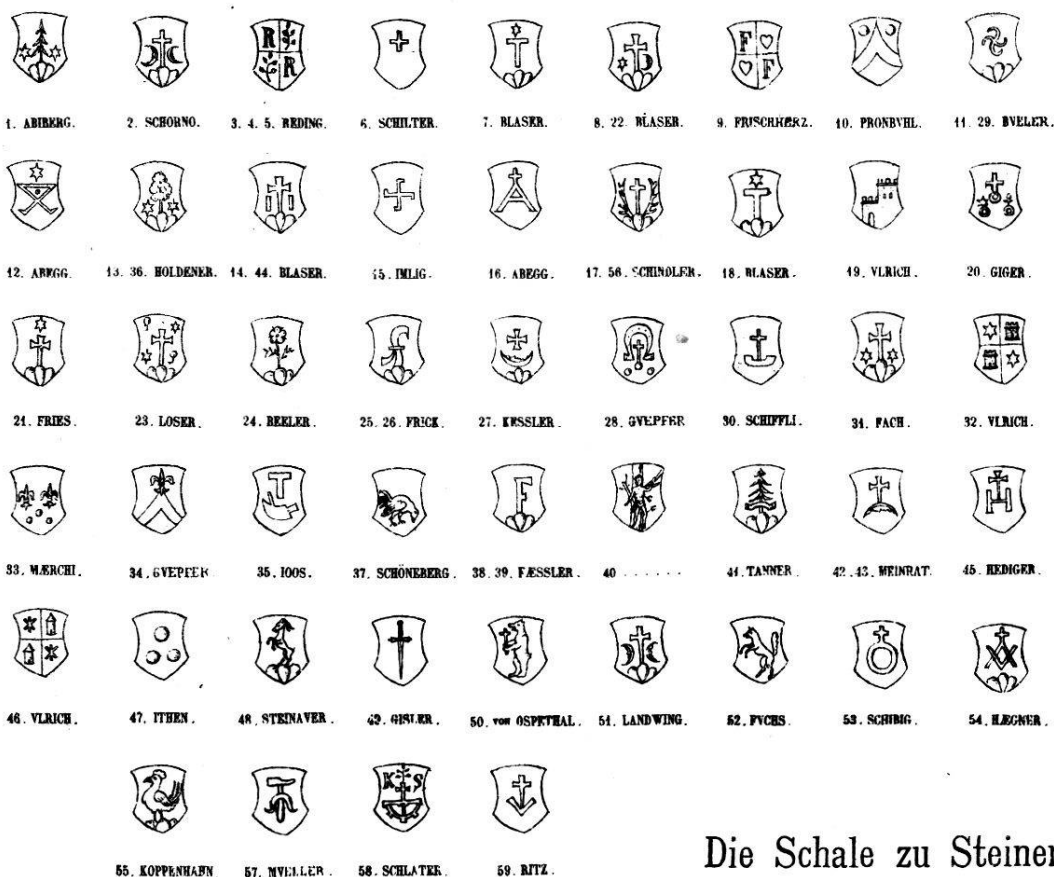 R
R
F
F
1. ABIBERG. 2. SCHORNO. 3. 4. 5. REDING. 6. SCHILTER. 7. BLASER. 8. 22. BLASER. 9. FRISCHHERZ. 10. PRONBVHL. 11. 29. BVELER.
12. ABEGG. 13. 36. HOLDENER. 14. 44. BLASER. 15. IMLIG. 16. ABEGG. 17. 56. SCHINDLER. 18. BLASER. 19. VLRICH. 20. GIGER.
21. FRIES. 23. LOSER. 24. REELER. 25. 26. FRICK. 27. KESSLER. 28. GVEPFER 30. SCHIFFLI. 31. FACH. 32. VLRICH.
T
F
33. MÆRCHI. 34. GVEPFER 35. IOOS. 37. SCHÖNEBERG. 38. 39. FÆSSLER. 40 . . . . . . 41. TANNER. 42. 43. MEINRAT. 45. REDIGER.
46. VLRICH. 47. ITHEN. 48. STEINAVER. 49. GISLER. 50. von OSPETHAL. 51. LANDWING. 52. FVCHS. 53. SCHIBIG. 54. HÆGNER.
K S
55. KOPPENHAHN 57. MVELLER. 58. SCHLATER. 59. RITZ.
Die Schale zu Steinen